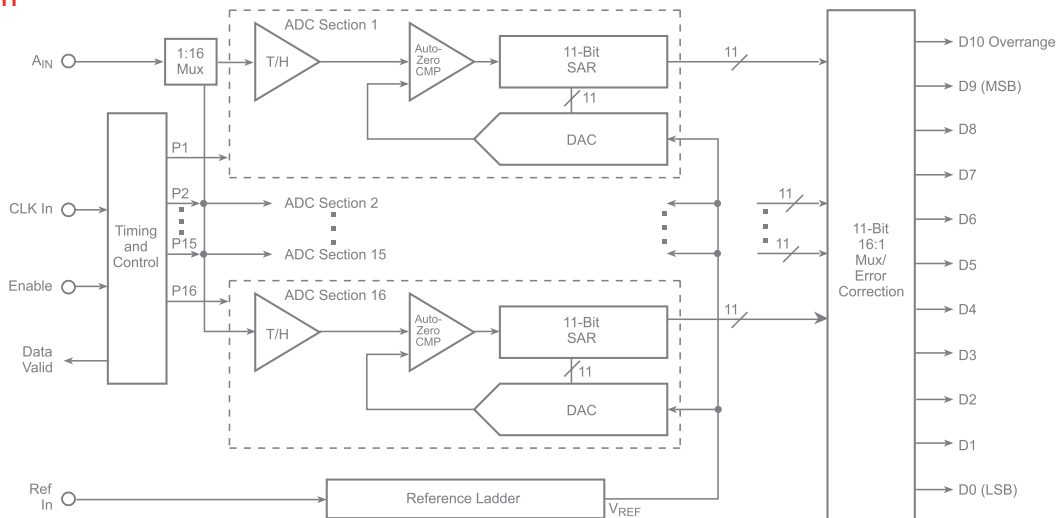 ADC Section 1
A_IN
1:16
Mux
T/H
Auto-
Zero
CMP
11-Bit
SAR
11
11
DAC
D10 Overrange
D9 (MSB)
D8
D7
D6
D5
D4
D3
D2
D1
D0 (LSB)
P1
P2
P15
P16
CLK In
Enable
Data
Valid
Timing
and
Control
ADC Section 2
ADC Section 15
11
11
11-Bit
16:1
Mux/
Error
Correction
ADC Section 16
T/H
Auto-
Zero
CMP
11-Bit
SAR
11
11
DAC
Ref
In
Reference Ladder
V_REF